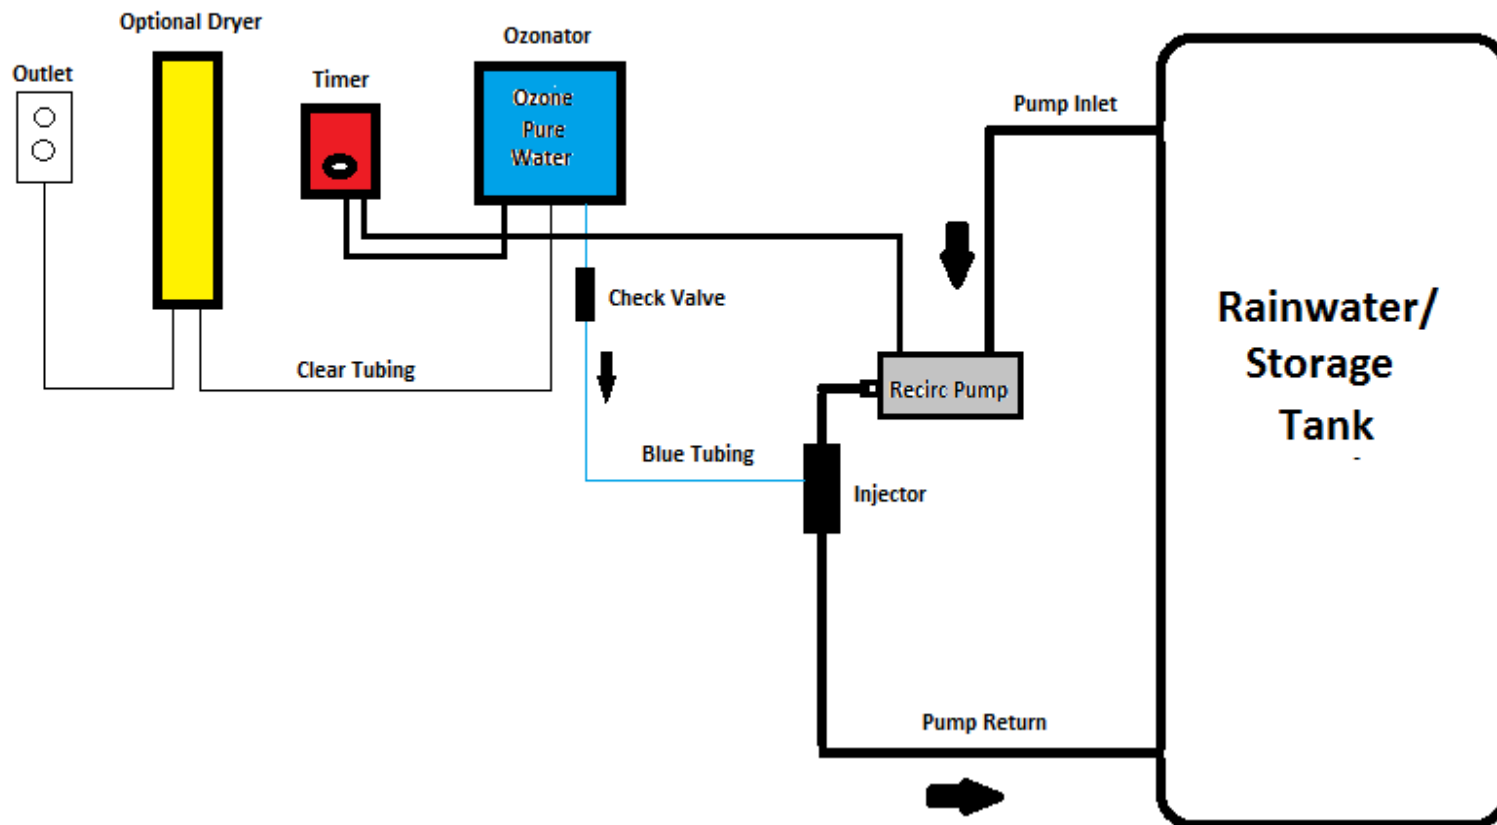 Optional Dryer
Outlet
Timer
Ozonator
Ozone
Pure
Water
Pump Inlet
Check Valve
Clear Tubing
Recirc Pump
Blue Tubing
Injector
Pump Return
Rainwater/
Storage
Tank